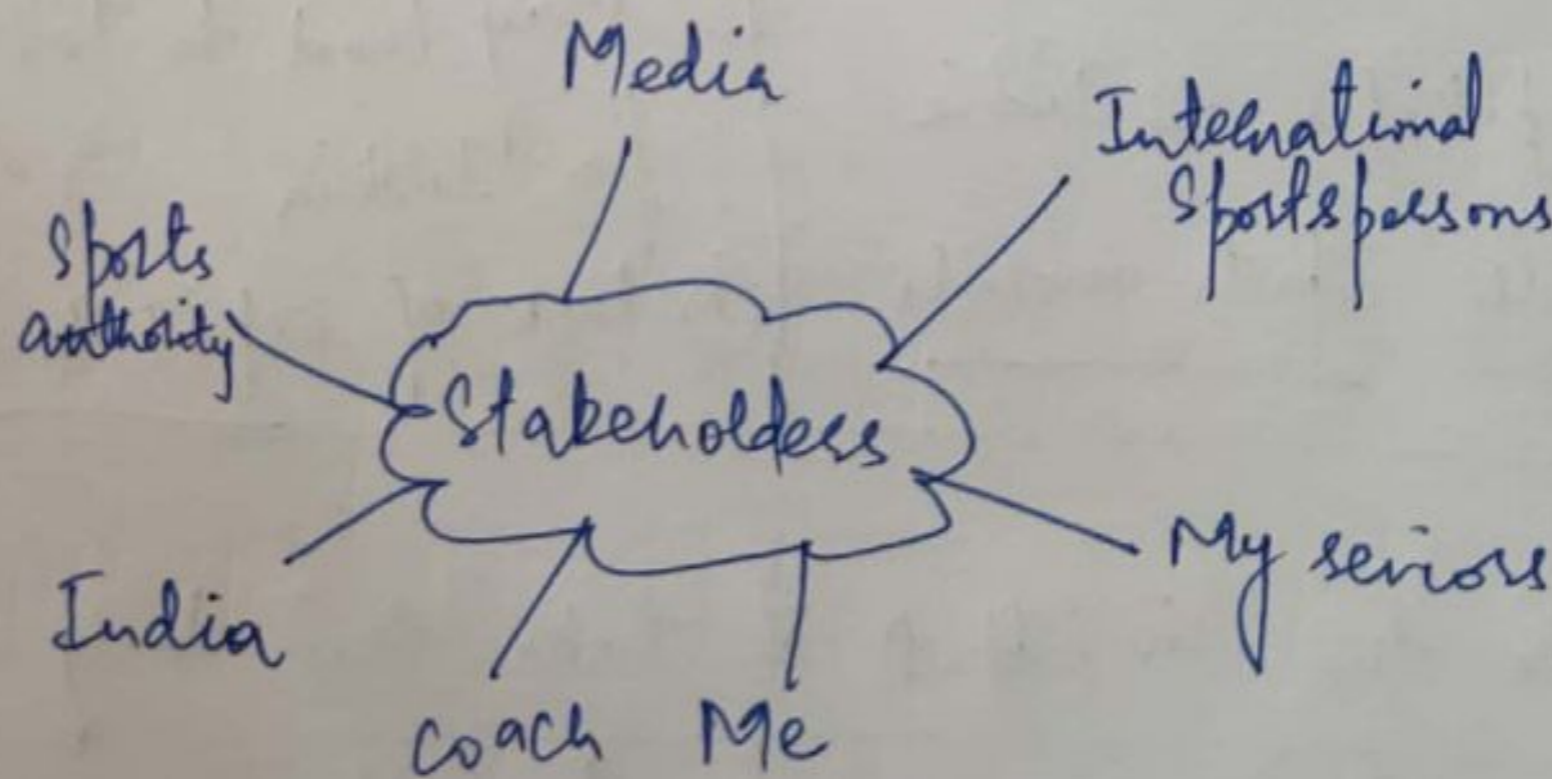 Media
International
Sportspersons
Sports
authority
Stakeholders
My seniors
India
Coach Me